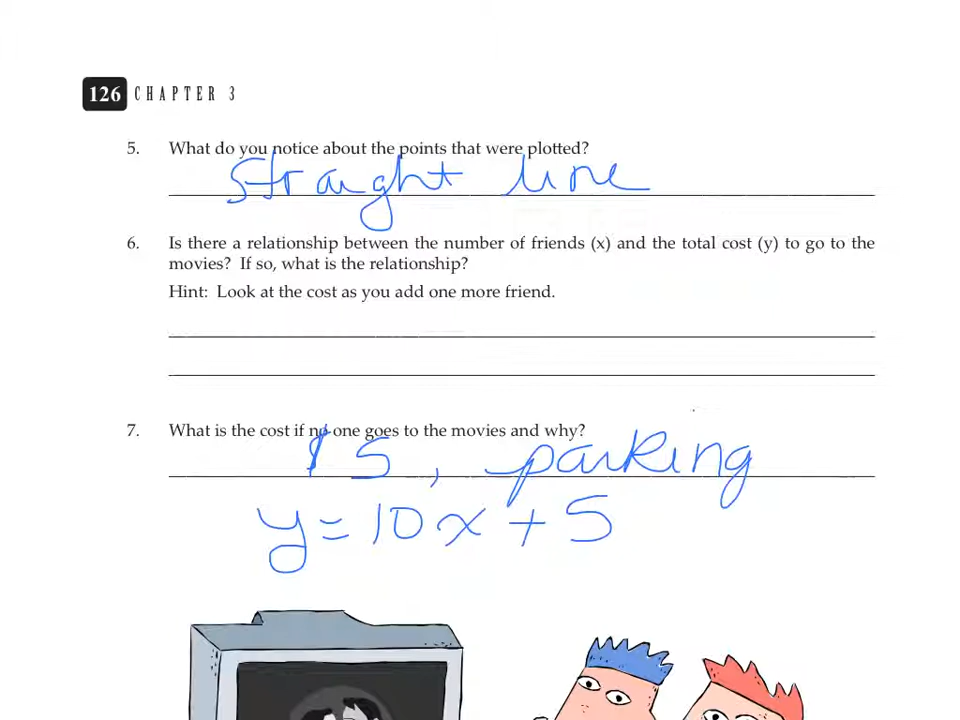 126 CHAPTER 3
5. What do you notice about the points that were plotted?
straight line
6. Is there a relationship between the number of friends (x) and the total cost (y) to go to the
movies? If so, what is the relationship?
Hint: Look at the cost as you add one more friend.
7. What is the cost if no one goes to the movies and why?
$5, parking
y=10x+5